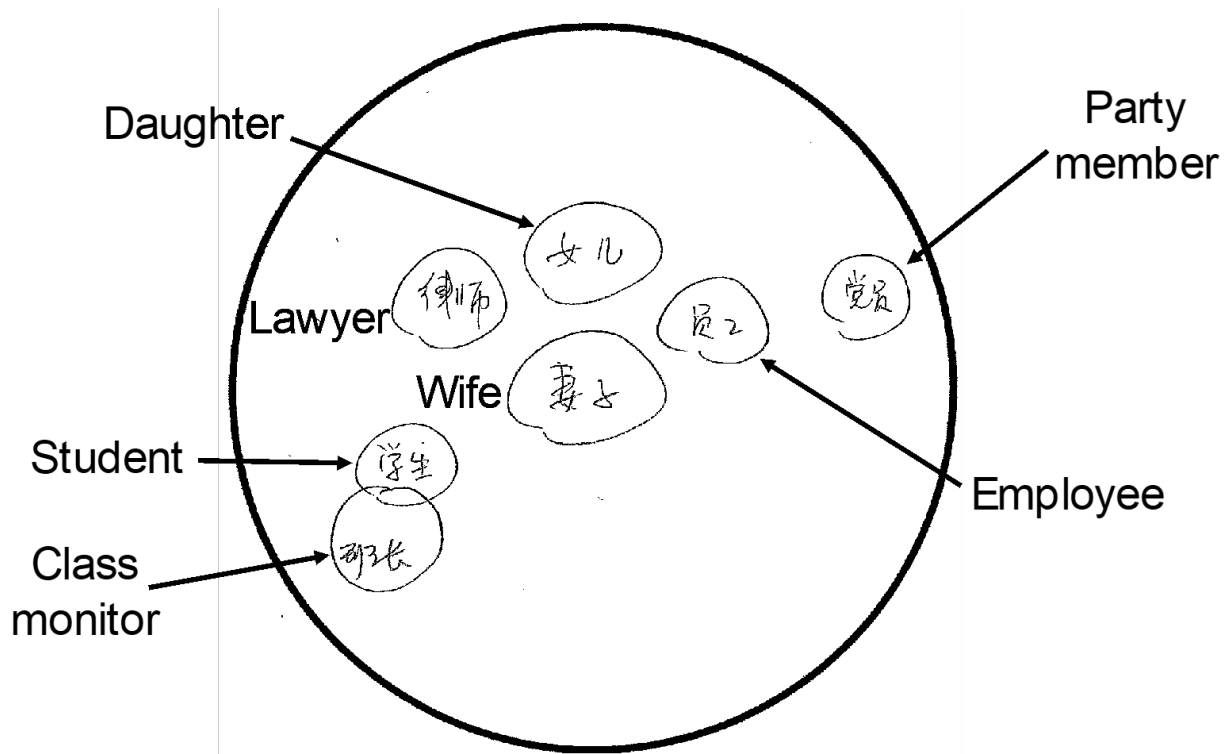 Daughter
Party
member
女儿
律师
党员
Lawyer
员工
Wife
妻子
Student
学生
Employee
Class
monitor
班长